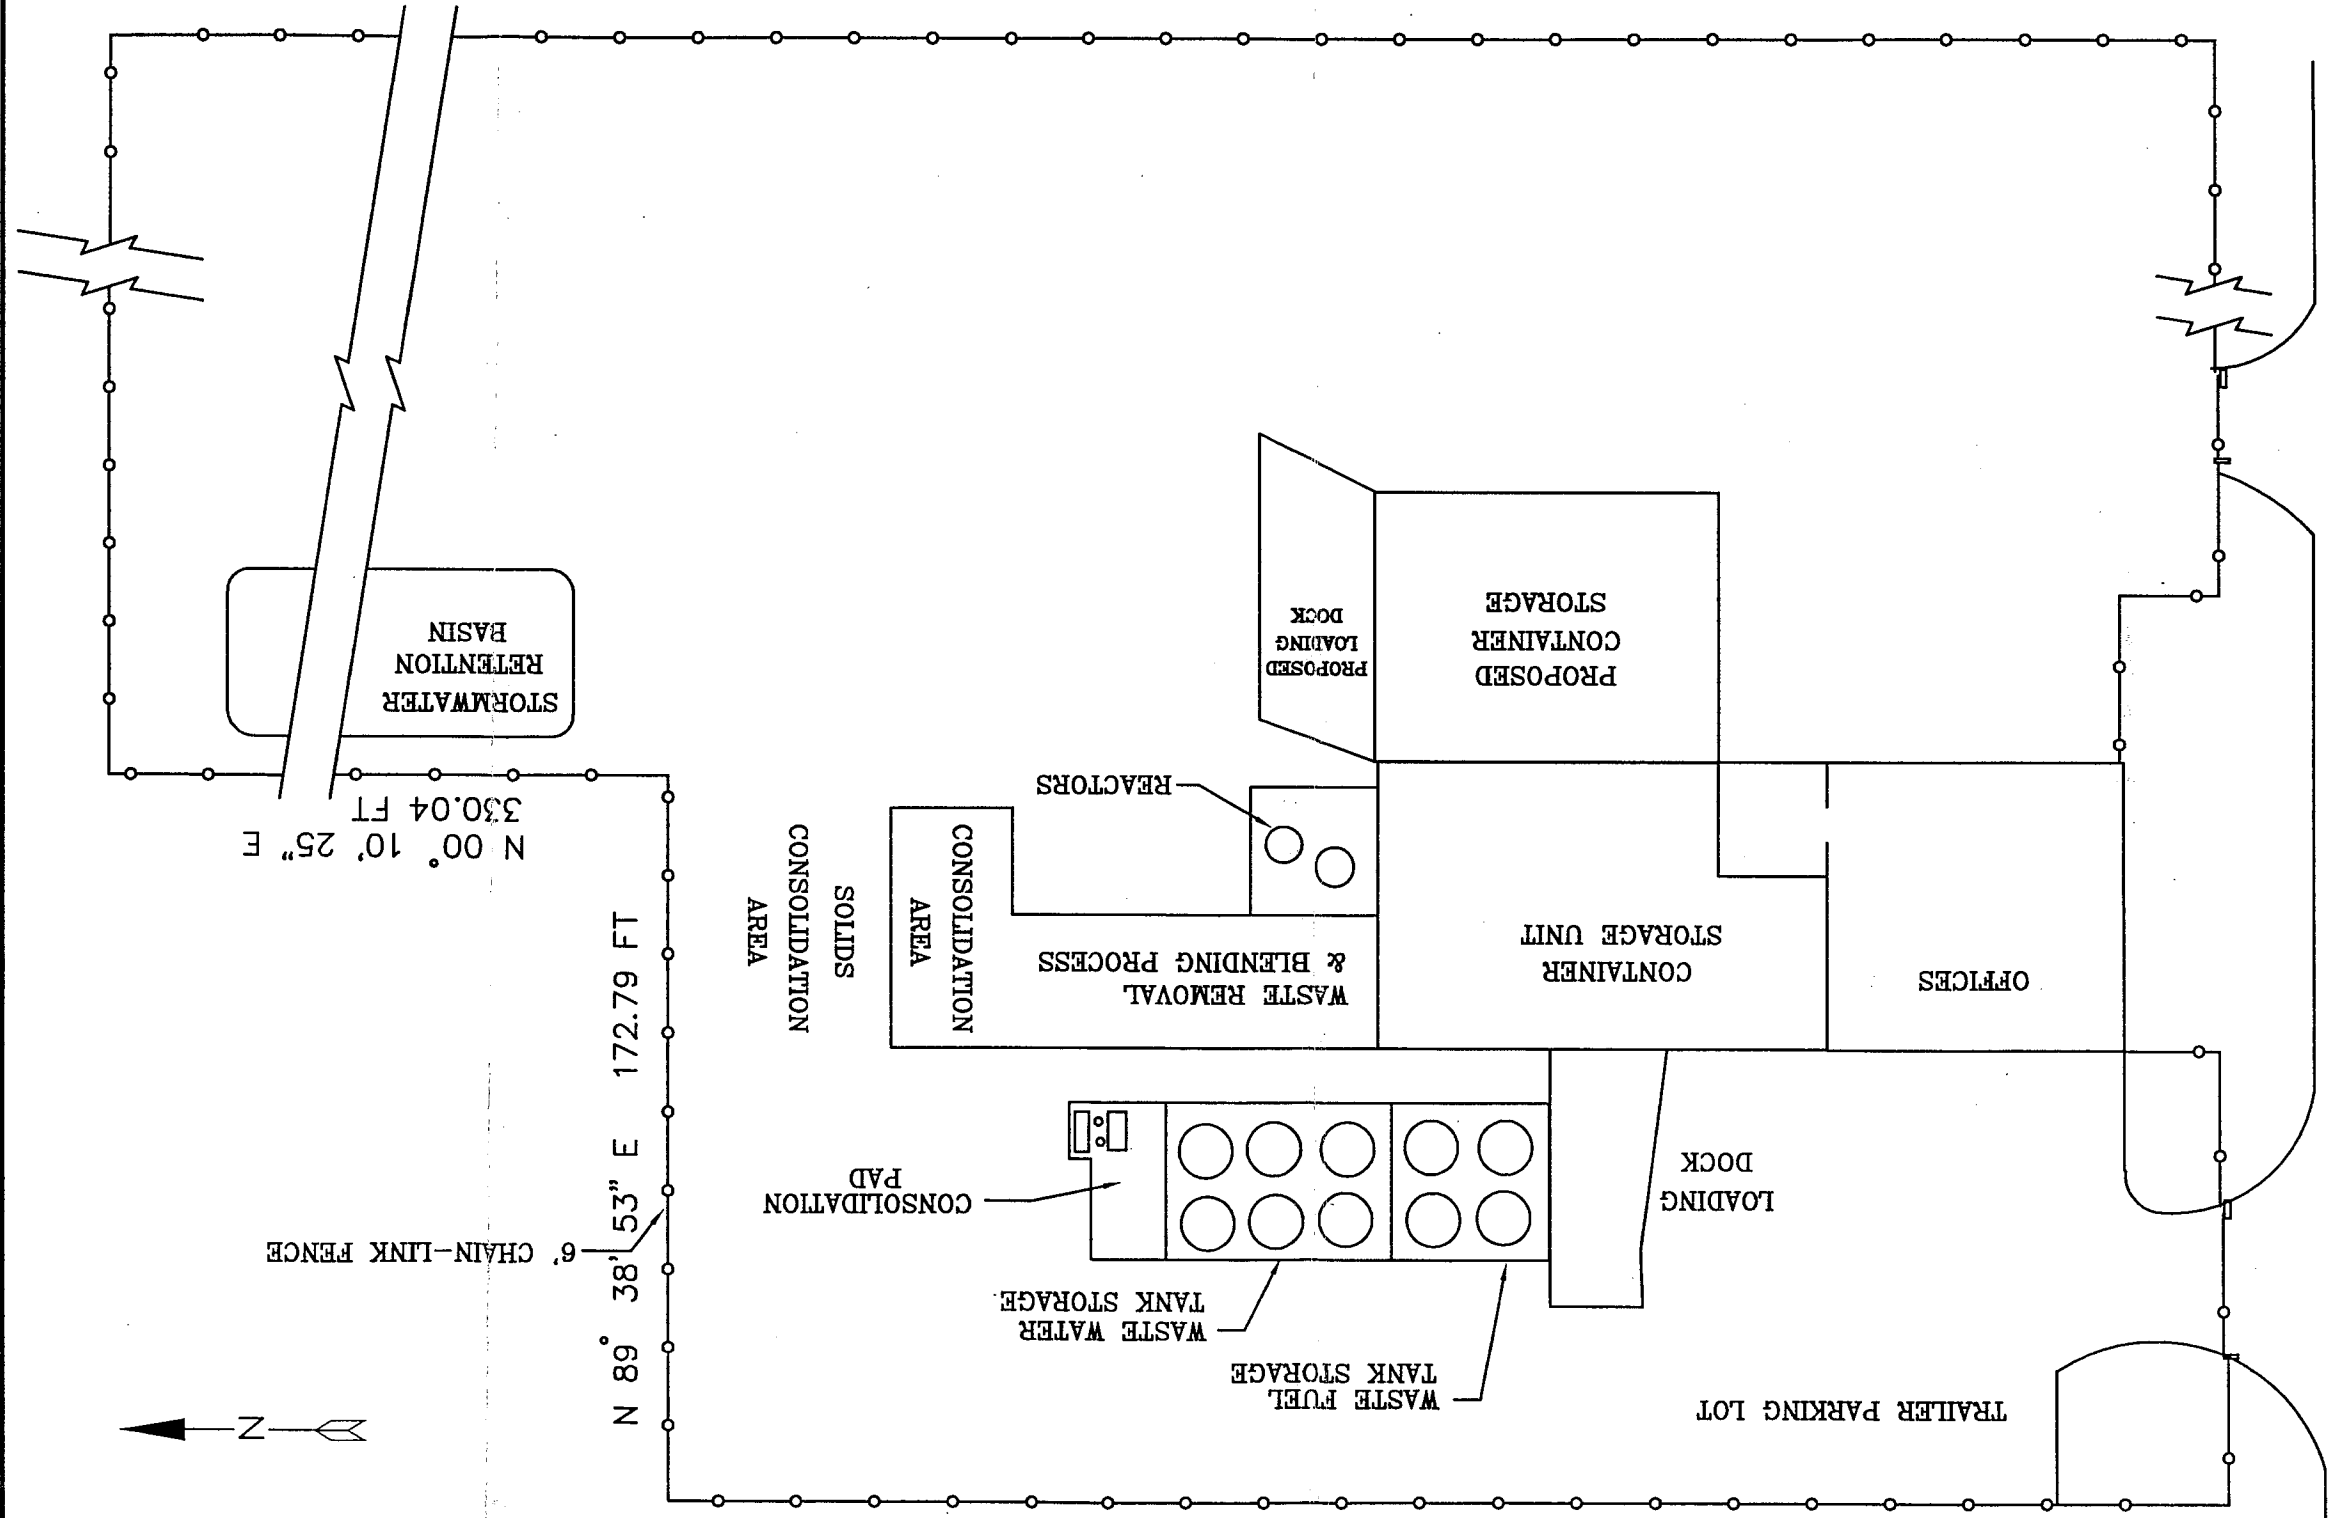 TRAILER PARKING LOT
WASTE FUEL
TANK STORAGE
WASTE WATER
TANK STORAGE
LOADING
DOCK
CONSOLIDATION
PAD
6' CHAIN-LINK FENCE
N
N 89° 38' 53" E 172.79 FT
OFFICES
CONTAINER
STORAGE UNIT
WASTE REMOVAL
& BLENDING PROCESS
CONSOLIDATION
AREA
SOLIDS
CONSOLIDATION
AREA
REACTORS
N 00° 10' 25" E
330.04 FT
PROPOSED
CONTAINER
STORAGE
PROPOSED
LOADING
DOCK
STORMWATER
RETENTION
BASIN